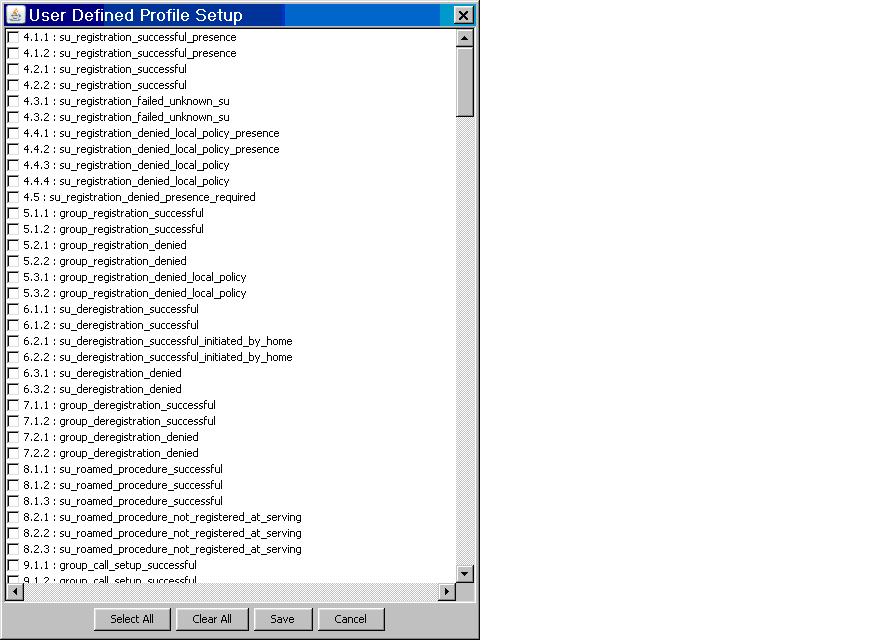 User Defined Profile Setup
4.1.1 : su_registration_successful_presence
4.1.2 : su_registration_successful_presence
4.2.1 : su_registration_successful
4.2.2 : su_registration_successful
4.3.1 : su_registration_failed_unknown_su
4.3.2 : su_registration_failed_unknown_su
4.4.1 : su_registration_denied_local_policy_presence
4.4.2 : su_registration_denied_local_policy_presence
4.4.3 : su_registration_denied_local_policy
4.4.4 : su_registration_denied_local_policy
4.5 : su_registration_denied_presence_required
5.1.1 : group_registration_successful
5.1.2 : group_registration_successful
5.2.1 : group_registration_denied
5.2.2 : group_registration_denied
5.3.1 : group_registration_denied_local_policy
5.3.2 : group_registration_denied_local_policy
6.1.1 : su_deregistration_successful
6.1.2 : su_deregistration_successful
6.2.1 : su_deregistration_successful_initiated_by_home
6.2.2 : su_deregistration_successful_initiated_by_home
6.3.1 : su_deregistration_denied
6.3.2 : su_deregistration_denied
7.1.1 : group_deregistration_successful
7.1.2 : group_deregistration_successful
7.2.1 : group_deregistration_denied
7.2.2 : group_deregistration_denied
8.1.1 : su_roamed_procedure_successful
8.1.2 : su_roamed_procedure_successful
8.1.3 : su_roamed_procedure_successful
8.2.1 : su_roamed_procedure_not_registered_at_serving
8.2.2 : su_roamed_procedure_not_registered_at_serving
8.2.3 : su_roamed_procedure_not_registered_at_serving
9.1.1 : group_call_setup_successful
9.1.2 : group_call_setup_successful
Select All
Clear All
Save
Cancel